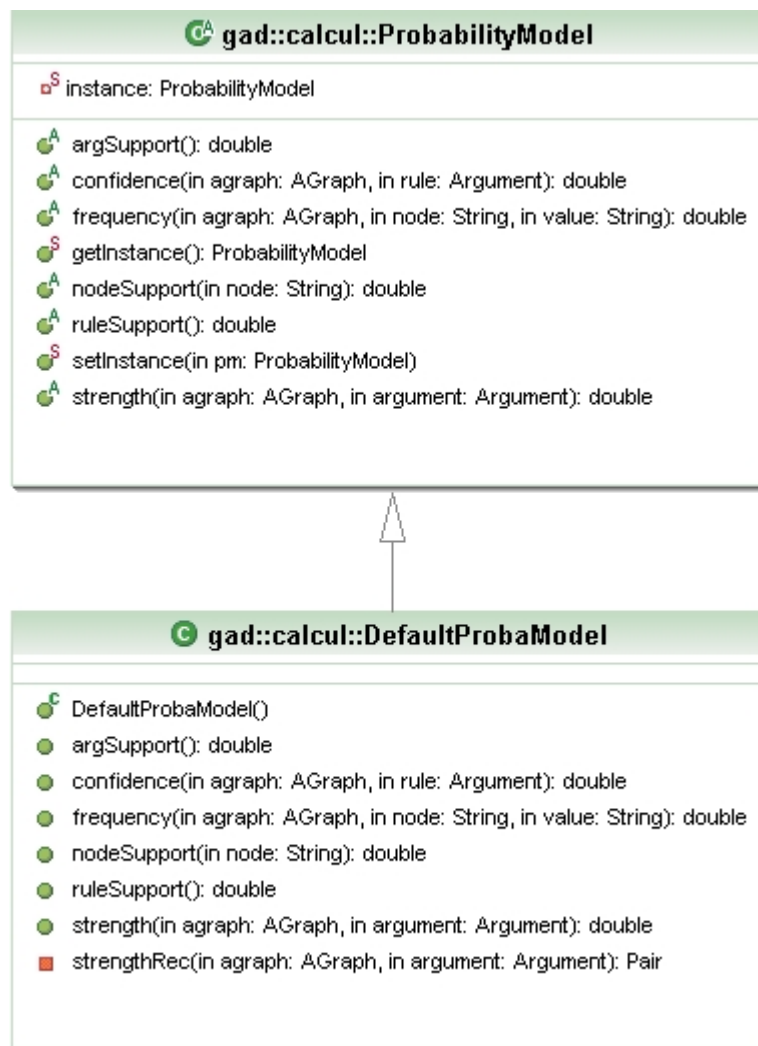 gad::calcul::ProbabilityModel
instance: ProbabilityModel
argSupport(): double
confidence(in agraph: AGraph, in rule: Argument): double
frequency(in agraph: AGraph, in node: String, in value: String): double
getInstance(): ProbabilityModel
nodeSupport(in node: String): double
ruleSupport(): double
setInstance(in pm: ProbabilityModel)
strength(in agraph: AGraph, in argument: Argument): double
gad::calcul::DefaultProbaModel
DefaultProbaModel()
argSupport(): double
confidence(in agraph: AGraph, in rule: Argument): double
frequency(in agraph: AGraph, in node: String, in value: String): double
nodeSupport(in node: String): double
ruleSupport(): double
strength(in agraph: AGraph, in argument: Argument): double
strengthRec(in agraph: AGraph, in argument: Argument): Pair